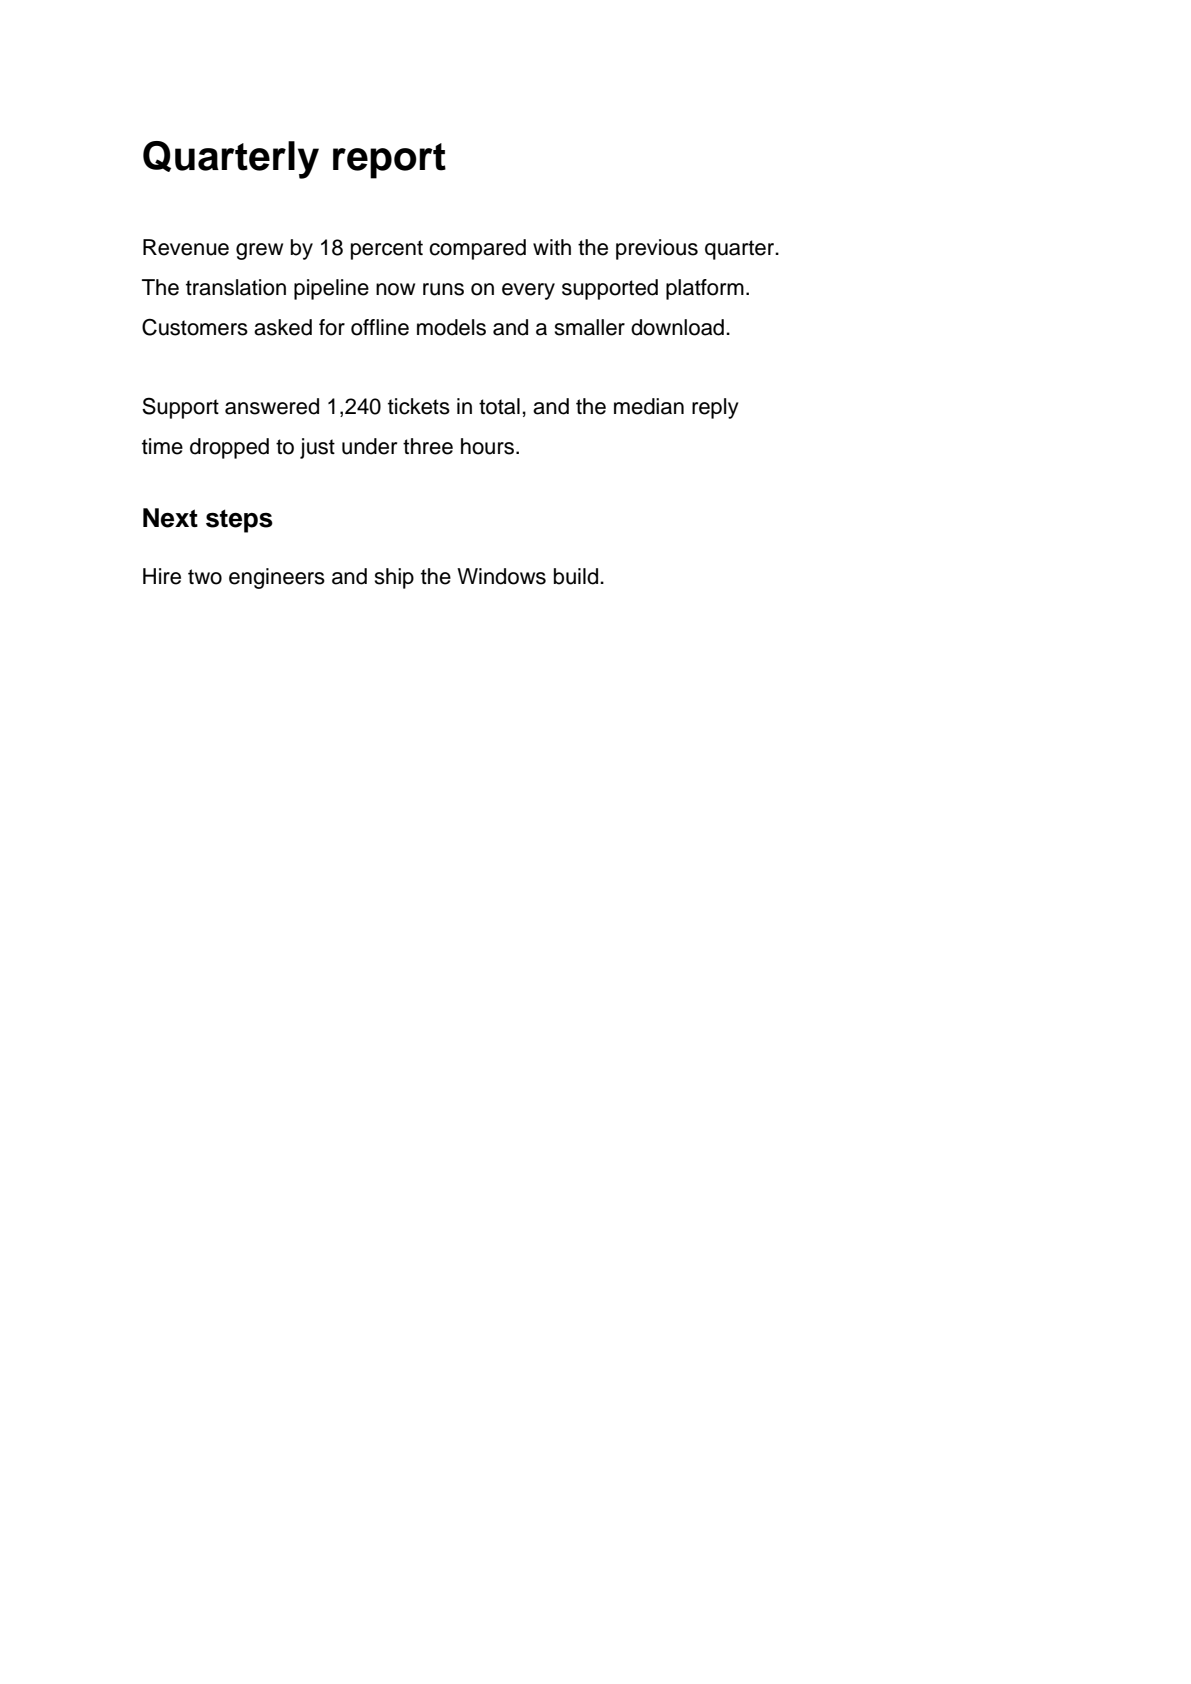 Quarterly report
Revenue grew by 18 percent compared with the previous quarter.
The translation pipeline now runs on every supported platform.
Customers asked for offline models and a smaller download.
Support answered 1,240 tickets in total, and the median reply
time dropped to just under three hours.
Next steps
Hire two engineers and ship the Windows build.